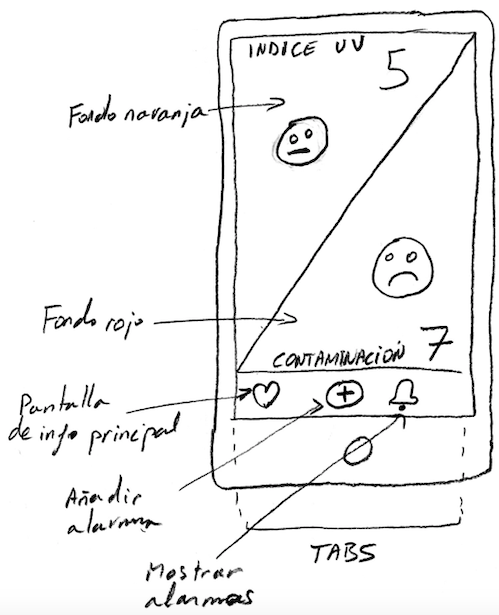 INDICE UV
5
Fondo naranja
Fondo rojo
CONTAMINACIÓN 7
Pantalla
de info principal
Añadir
alarma
Mostrar
alarmas
TABS